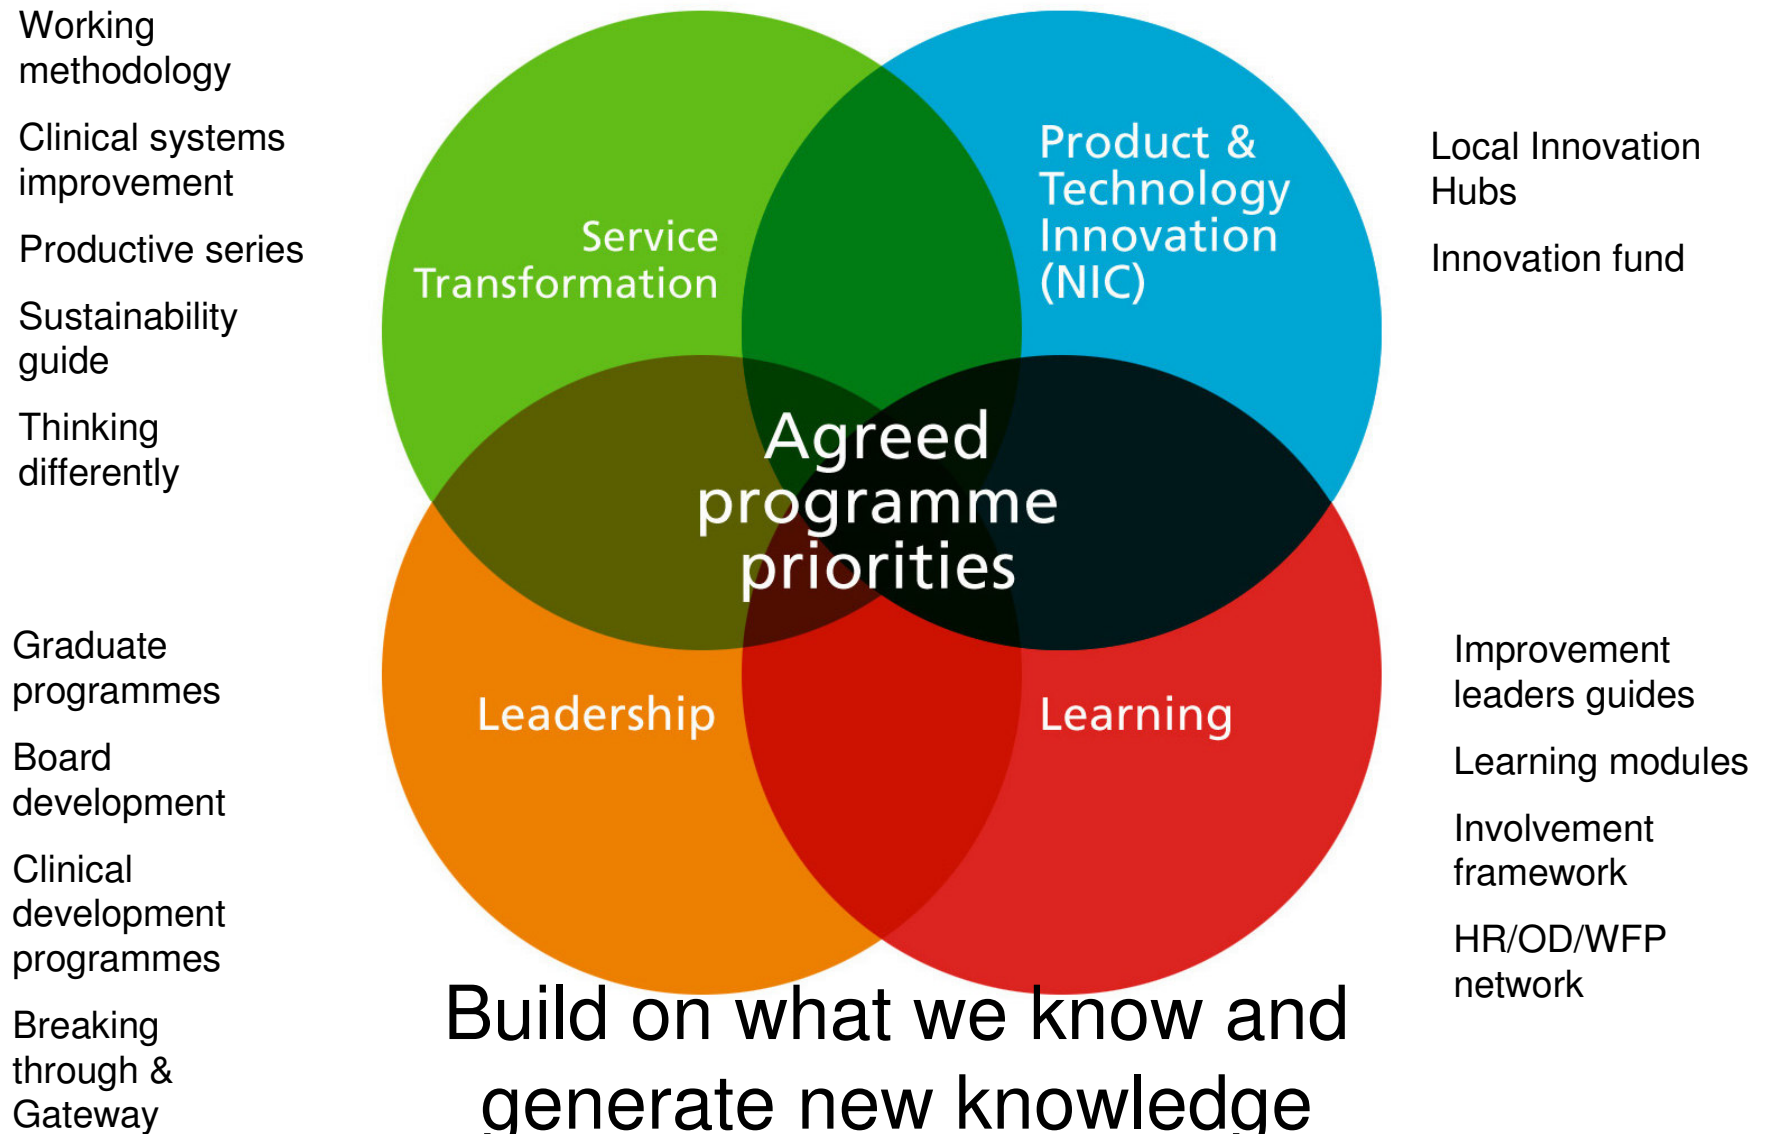 Working
methodology
Clinical systems
improvement
Productive series
Sustainability
guide
Thinking
differently
Service
Transformation
Product &
Technology
Innovation
(NIC)
Local Innovation
Hubs
Innovation fund
Agreed
programme
priorities
Graduate
programmes
Board
development
Clinical
development
programmes
Breaking
through &
Gateway
Leadership
Learning
Improvement
leaders guides
Learning modules
Involvement
framework
HR/OD/WFP
network
Build on what we know and
generate new knowledge